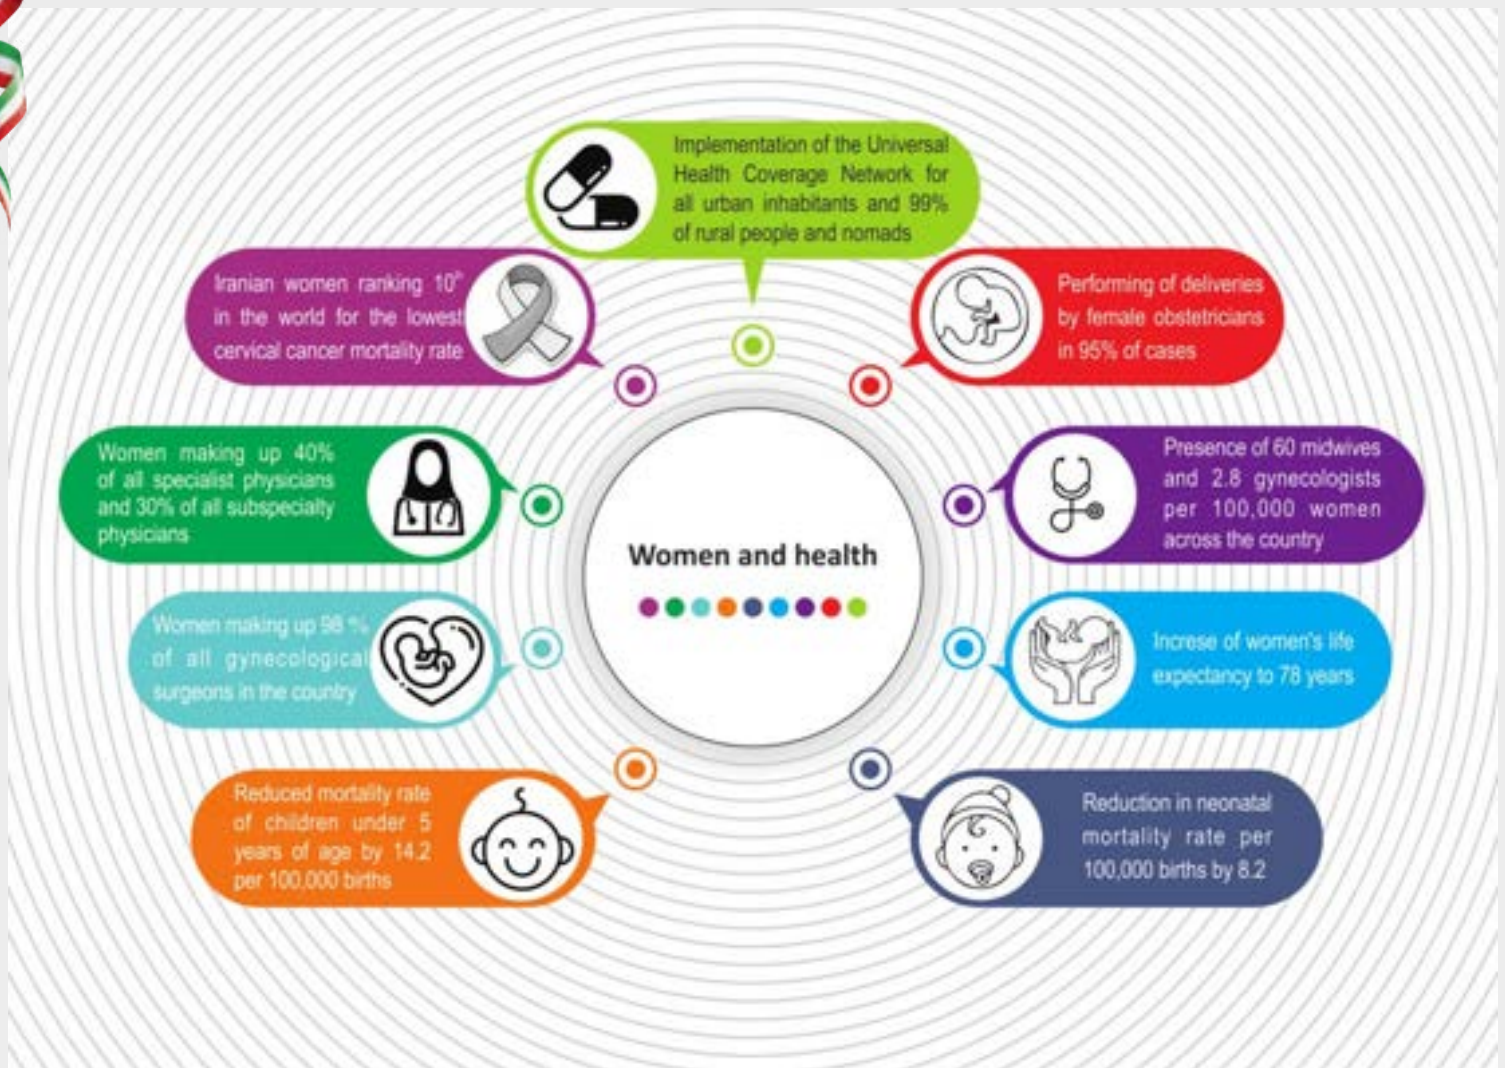 Implementation of the Universal
Health Coverage Network for
all urban inhabitants and 99%
of rural people and nomads
Iranian women ranking 10th
in the world for the lowest
cervical cancer mortality rate
Performing of deliveries
by female obstetricians
in 95% of cases
Women making up 40%
of all specialist physicians
and 30% of all subspecialty
physicians
Presence of 60 midwives
and 2.8 gynecologists
per 100,000 women
across the country
Women and health
Women making up 98 %
of all gynecological
surgeons in the country
Increse of women's life
expectancy to 78 years
Reduced mortality rate
of children under 5
years of age by 14.2
per 100,000 births
Reduction in neonatal
mortality rate per
100,000 births by 8.2